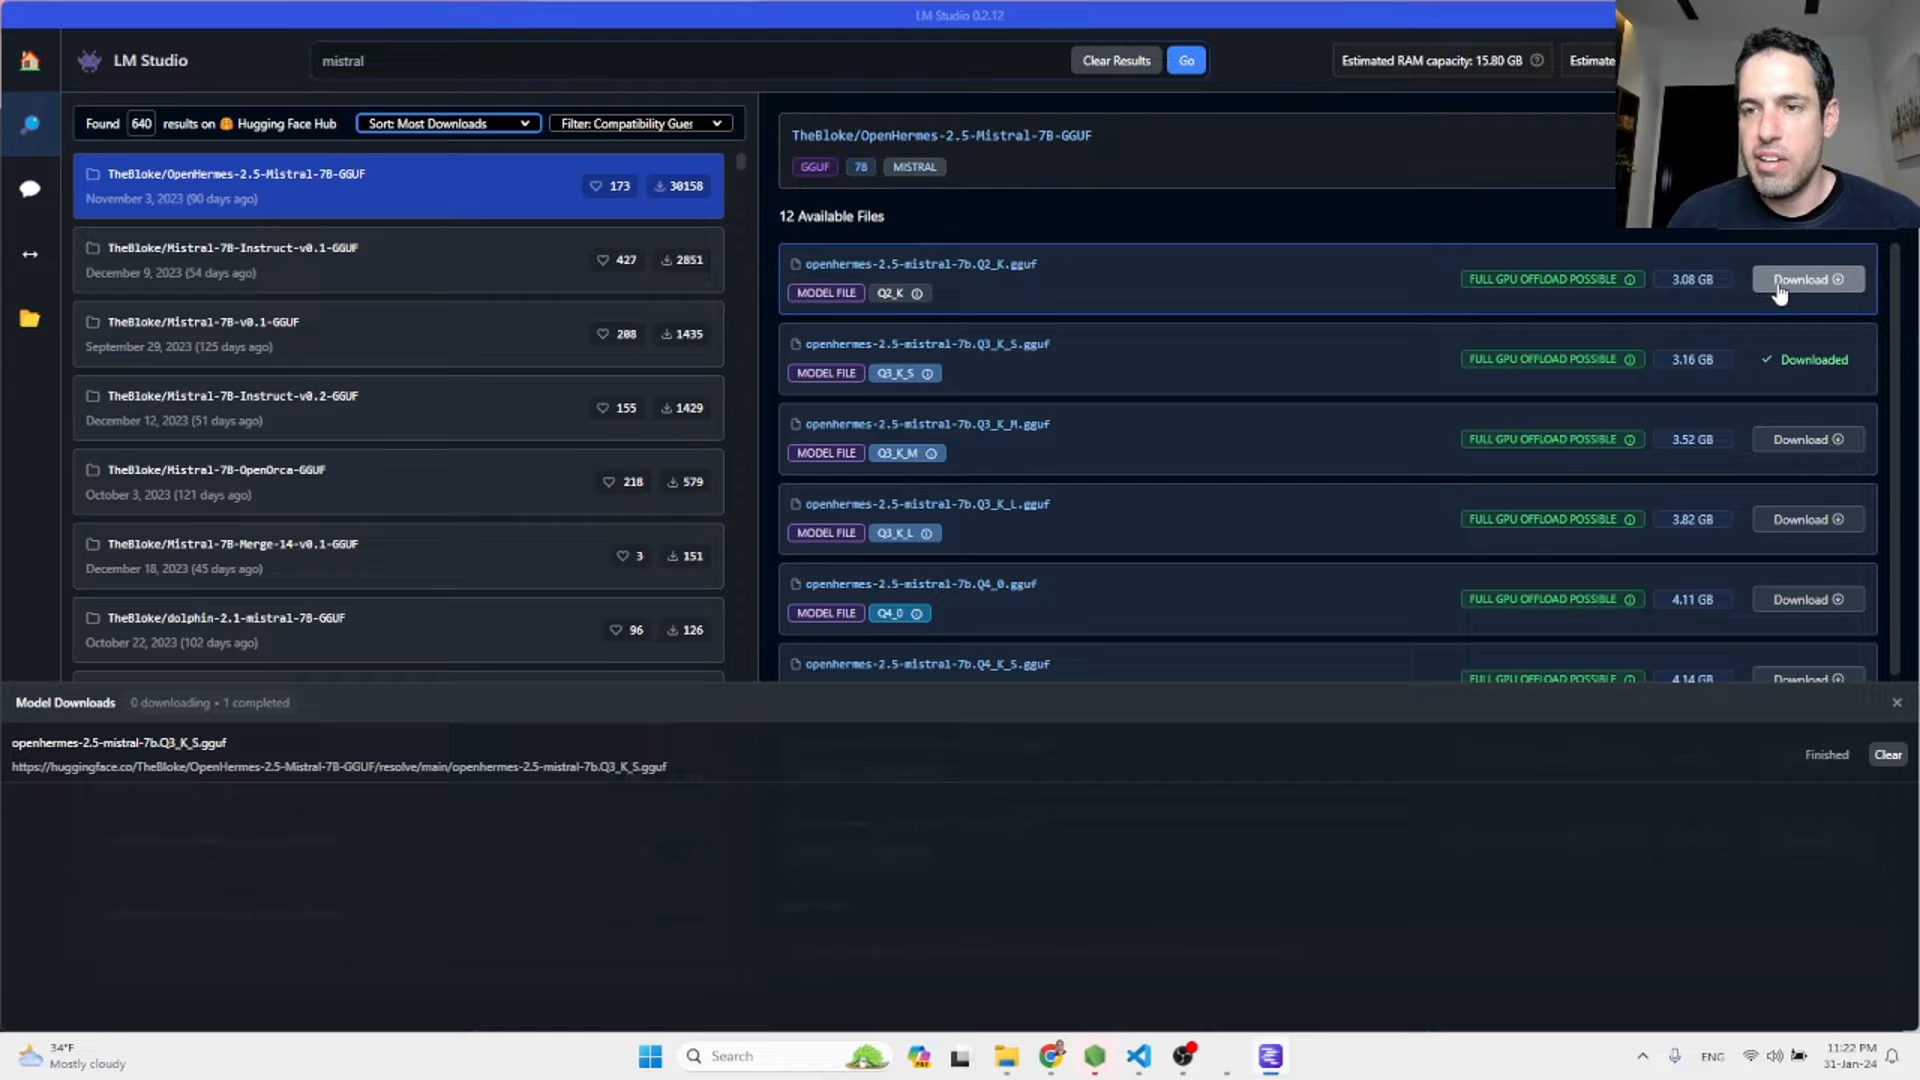 LM Studio 0.2.12
LM Studio
mistral
Clear Results
Go
Estimated RAM capacity: 15.80 GB
Estimate
Found 640 results on 🤗 Hugging Face Hub
Sort: Most Downloads
Filter: Compatibility Gues
TheBloke/OpenHermes-2.5-Mistral-7B-GGUF
November 3, 2023 (90 days ago)
173
30158
TheBloke/Mistral-7B-Instruct-v0.1-GGUF
December 9, 2023 (54 days ago)
427
2851
TheBloke/Mistral-7B-v0.1-GGUF
September 29, 2023 (125 days ago)
208
1435
TheBloke/Mistral-7B-Instruct-v0.2-GGUF
December 12, 2023 (51 days ago)
155
1429
TheBloke/Mistral-7B-OpenOrca-GGUF
October 3, 2023 (121 days ago)
218
579
TheBloke/Mistral-7B-Merge-14-v0.1-GGUF
December 18, 2023 (45 days ago)
3
151
TheBloke/dolphin-2.1-mistral-7B-GGUF
October 22, 2023 (102 days ago)
96
126
TheBloke/OpenHermes-2.5-Mistral-7B-GGUF
GGUF
7B
MISTRAL
12 Available Files
openhermes-2.5-mistral-7b.Q2_K.gguf
MODEL FILE
Q2_K
FULL GPU OFFLOAD POSSIBLE
3.08 GB
Download
openhermes-2.5-mistral-7b.Q3_K_S.gguf
MODEL FILE
Q3_K_S
FULL GPU OFFLOAD POSSIBLE
3.16 GB
Downloaded
openhermes-2.5-mistral-7b.Q3_K_M.gguf
MODEL FILE
Q3_K_M
FULL GPU OFFLOAD POSSIBLE
3.52 GB
Download
openhermes-2.5-mistral-7b.Q3_K_L.gguf
MODEL FILE
Q3_K_L
FULL GPU OFFLOAD POSSIBLE
3.82 GB
Download
openhermes-2.5-mistral-7b.Q4_0.gguf
MODEL FILE
Q4_0
FULL GPU OFFLOAD POSSIBLE
4.11 GB
Download
openhermes-2.5-mistral-7b.Q4_K_S.gguf
FULL GPU OFFLOAD POSSIBLE
4.14 GB
Download
Model Downloads
0 downloading • 1 completed
openhermes-2.5-mistral-7b.Q3_K_S.gguf
https://huggingface.co/TheBloke/OpenHermes-2.5-Mistral-7B-GGUF/resolve/main/openhermes-2.5-mistral-7b.Q3_K_S.gguf
Finished
Clear
34°F
Mostly cloudy
Search
ENG
11:22 PM
31-Jan-24